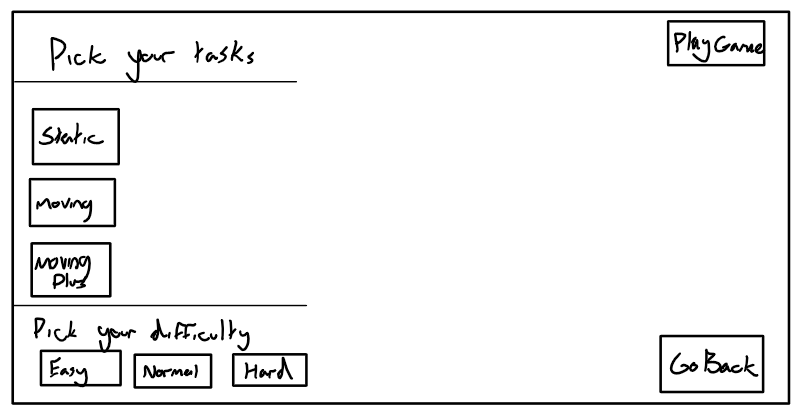 Pick your tasks
Play Game
Static
Moving
Moving
Plus
Pick your difficulty
Easy
Normal
Hard
Go Back